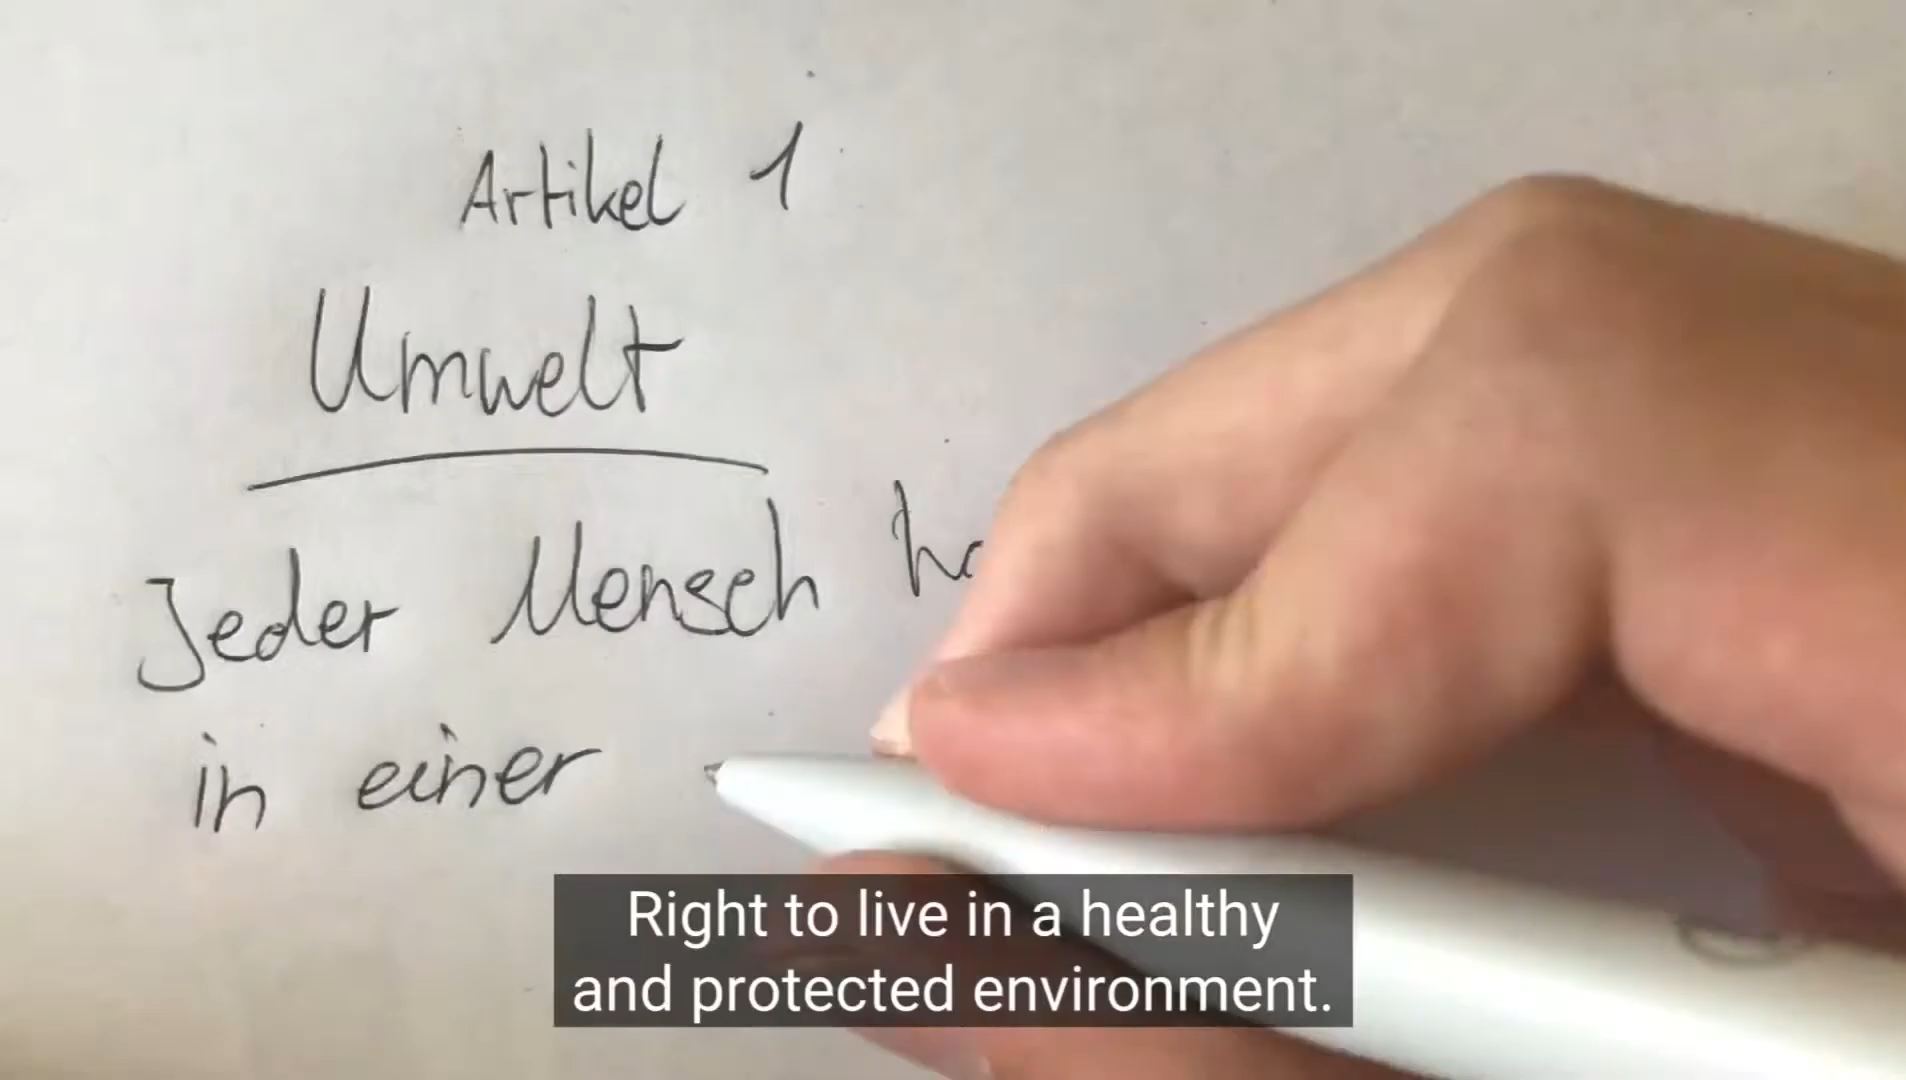 Artikel 1
Umwelt
Jeder Mensch
in einer
Right to live in a healthy
and protected environment.